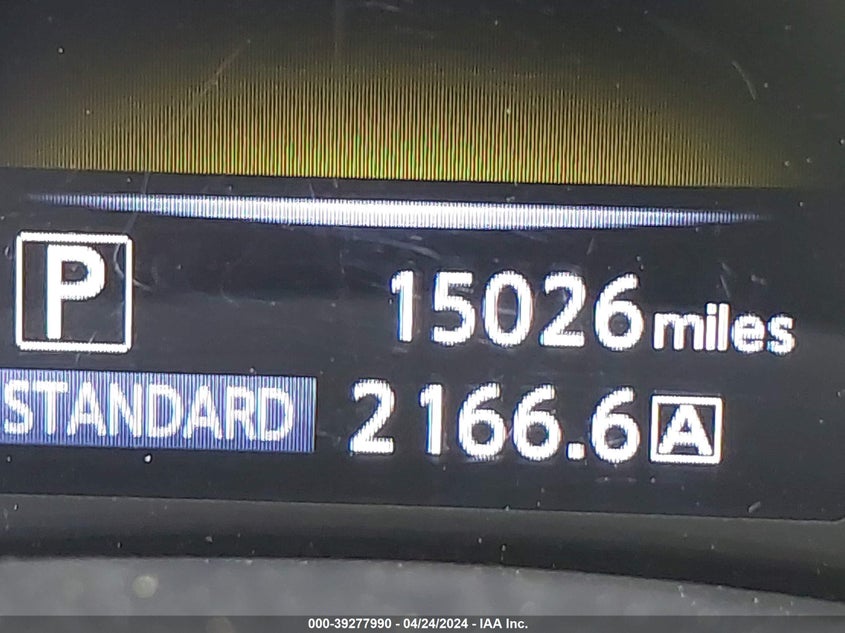 P
15026 miles
STANDARD
2166.6 A
000-39277990 - 04/24/2024 - IAA Inc.